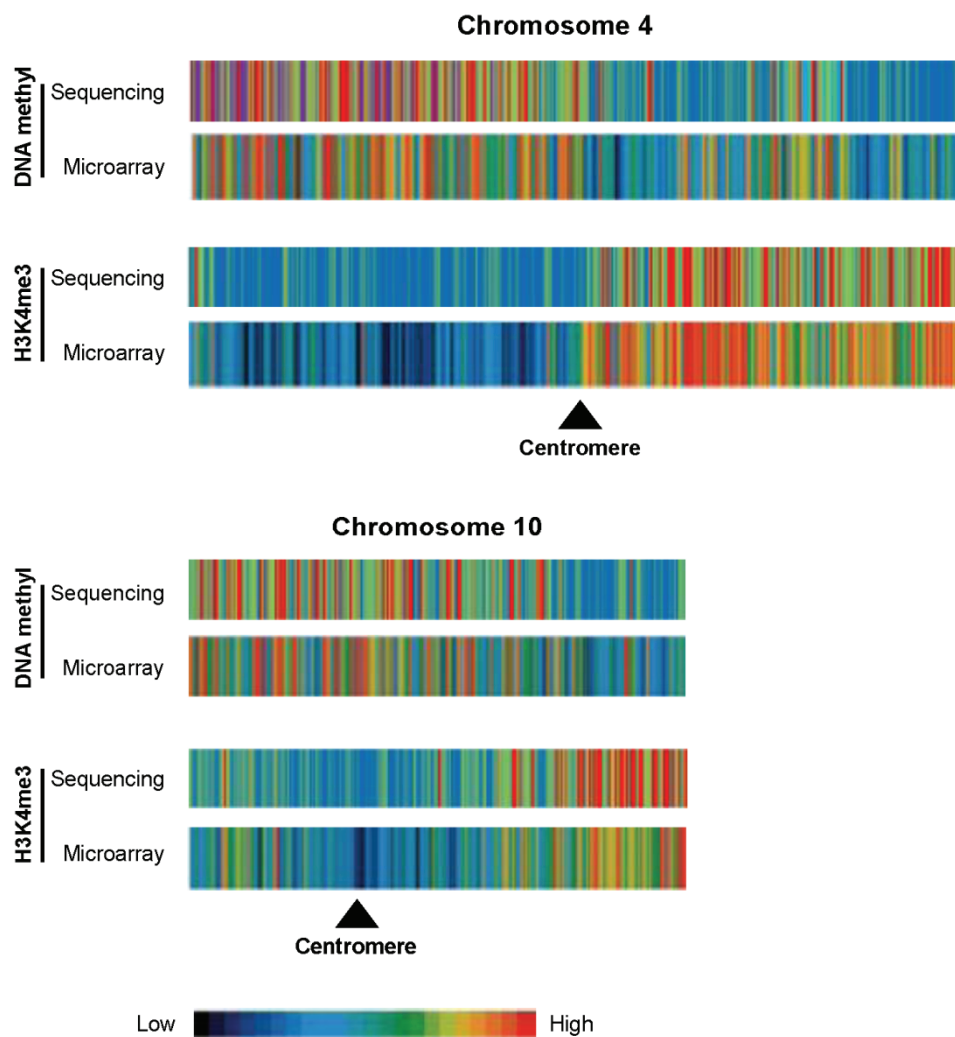 Chromosome 4
DNA methyl
Sequencing
Microarray
H3K4me3
Sequencing
Microarray
Centromere
Chromosome 10
DNA methyl
Sequencing
Microarray
H3K4me3
Sequencing
Microarray
Centromere
Low High